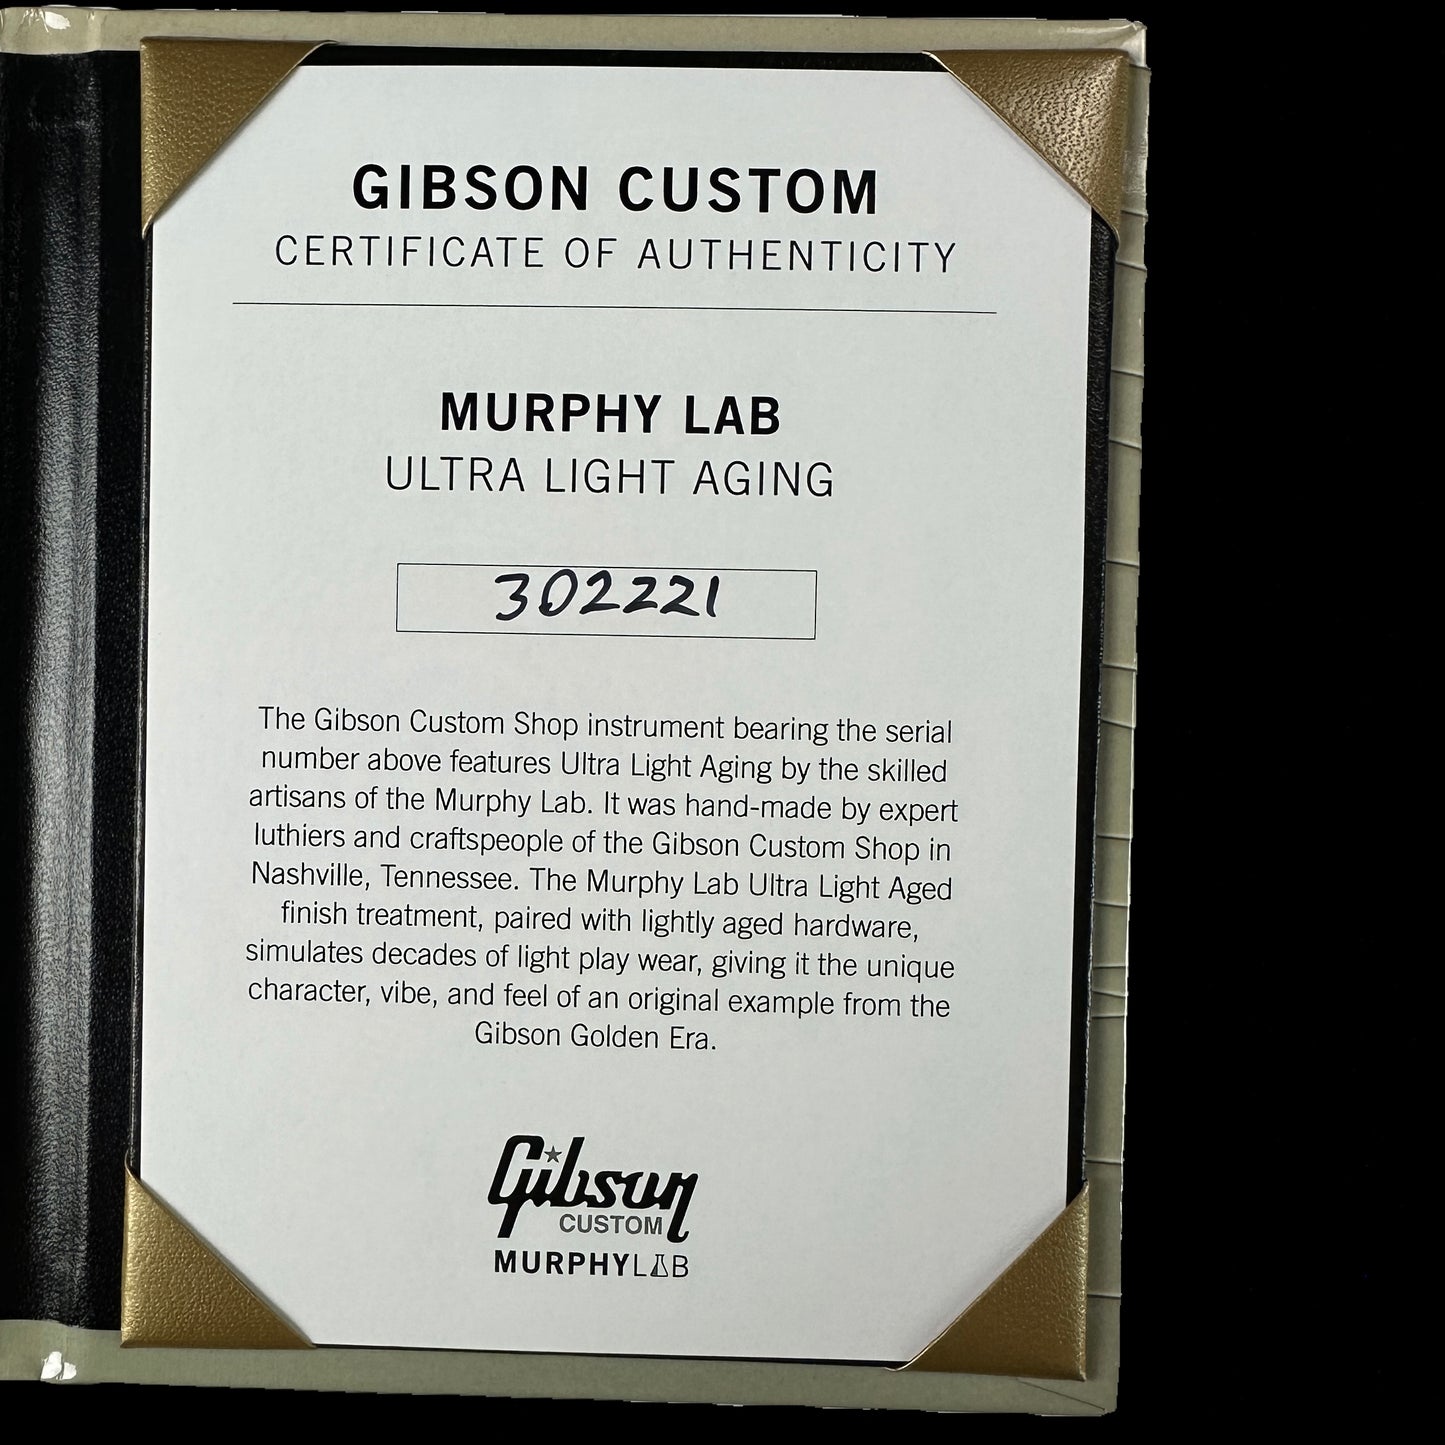 GIBSON CUSTOM
CERTIFICATE OF AUTHENTICITY
MURPHY LAB
ULTRA LIGHT AGING
302221
The Gibson Custom Shop instrument bearing the serial
number above features Ultra Light Aging by the skilled
artisans of the Murphy Lab. It was hand-made by expert
luthiers and craftspeople of the Gibson Custom Shop in
Nashville, Tennessee. The Murphy Lab Ultra Light Aged
finish treatment, paired with lightly aged hardware,
simulates decades of light play wear, giving it the unique
character, vibe, and feel of an original example from the
Gibson Golden Era.
Gibson
CUSTOM
MURPHYLAB